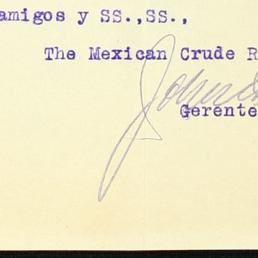 amigos y SS.,SS.,
The Mexican Crude R
Gerente